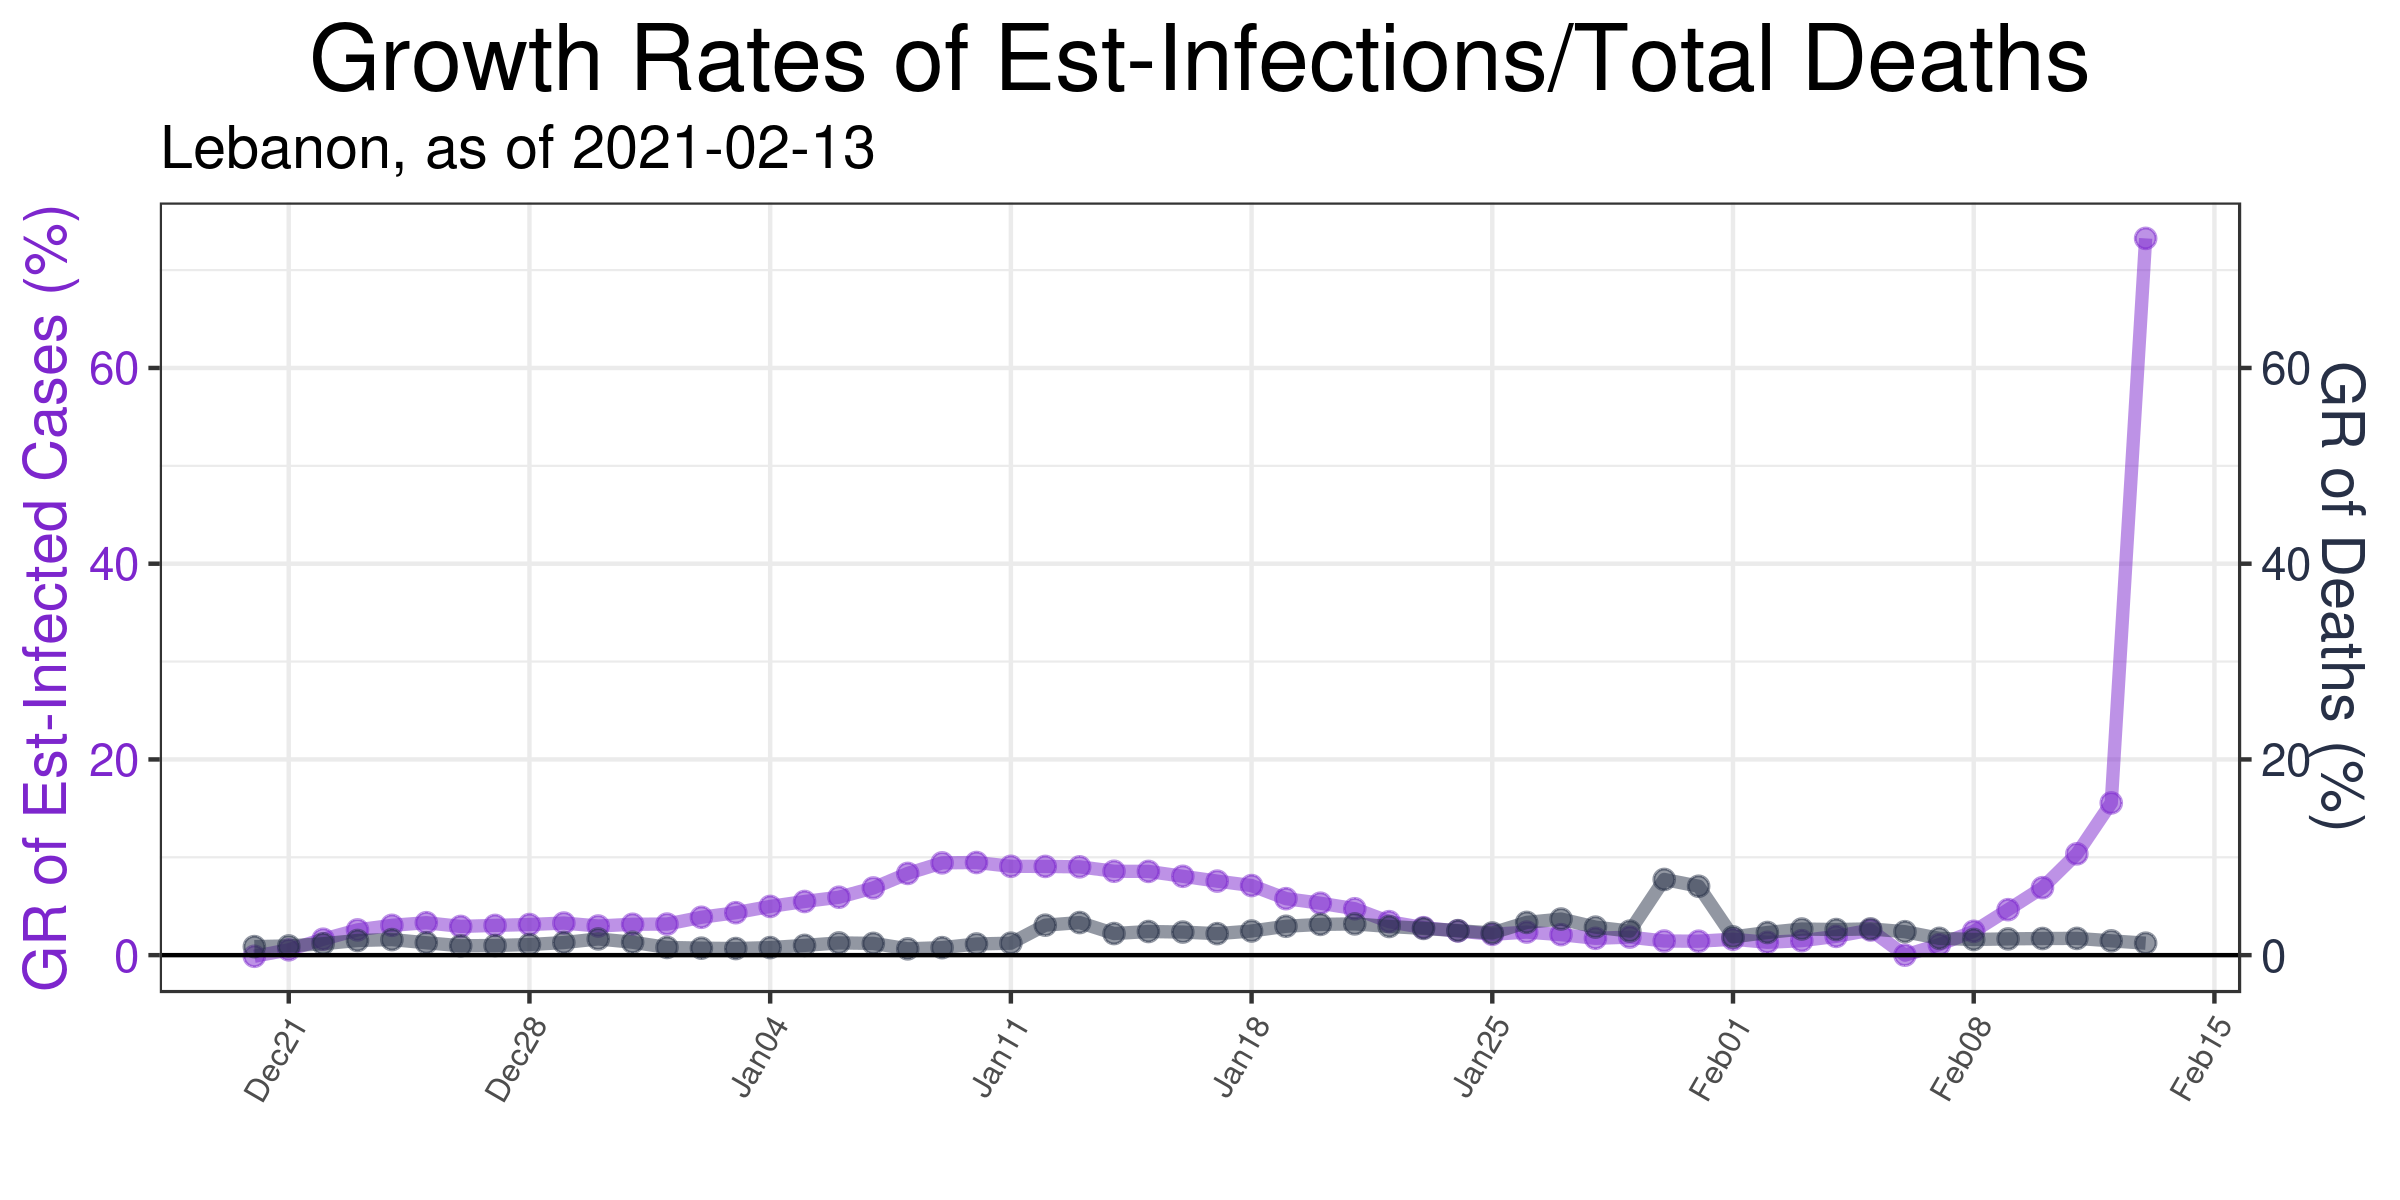 Growth Rates of Est-Infections/Total Deaths
Lebanon, as of 2021-02-13
GR of Est-Infected Cases (%)
60
40
20
0
60
40
20
0
GR of Deaths (%)
Dec21
Dec28
Jan04
Jan11
Jan18
Jan25
Feb01
Feb08
Feb15